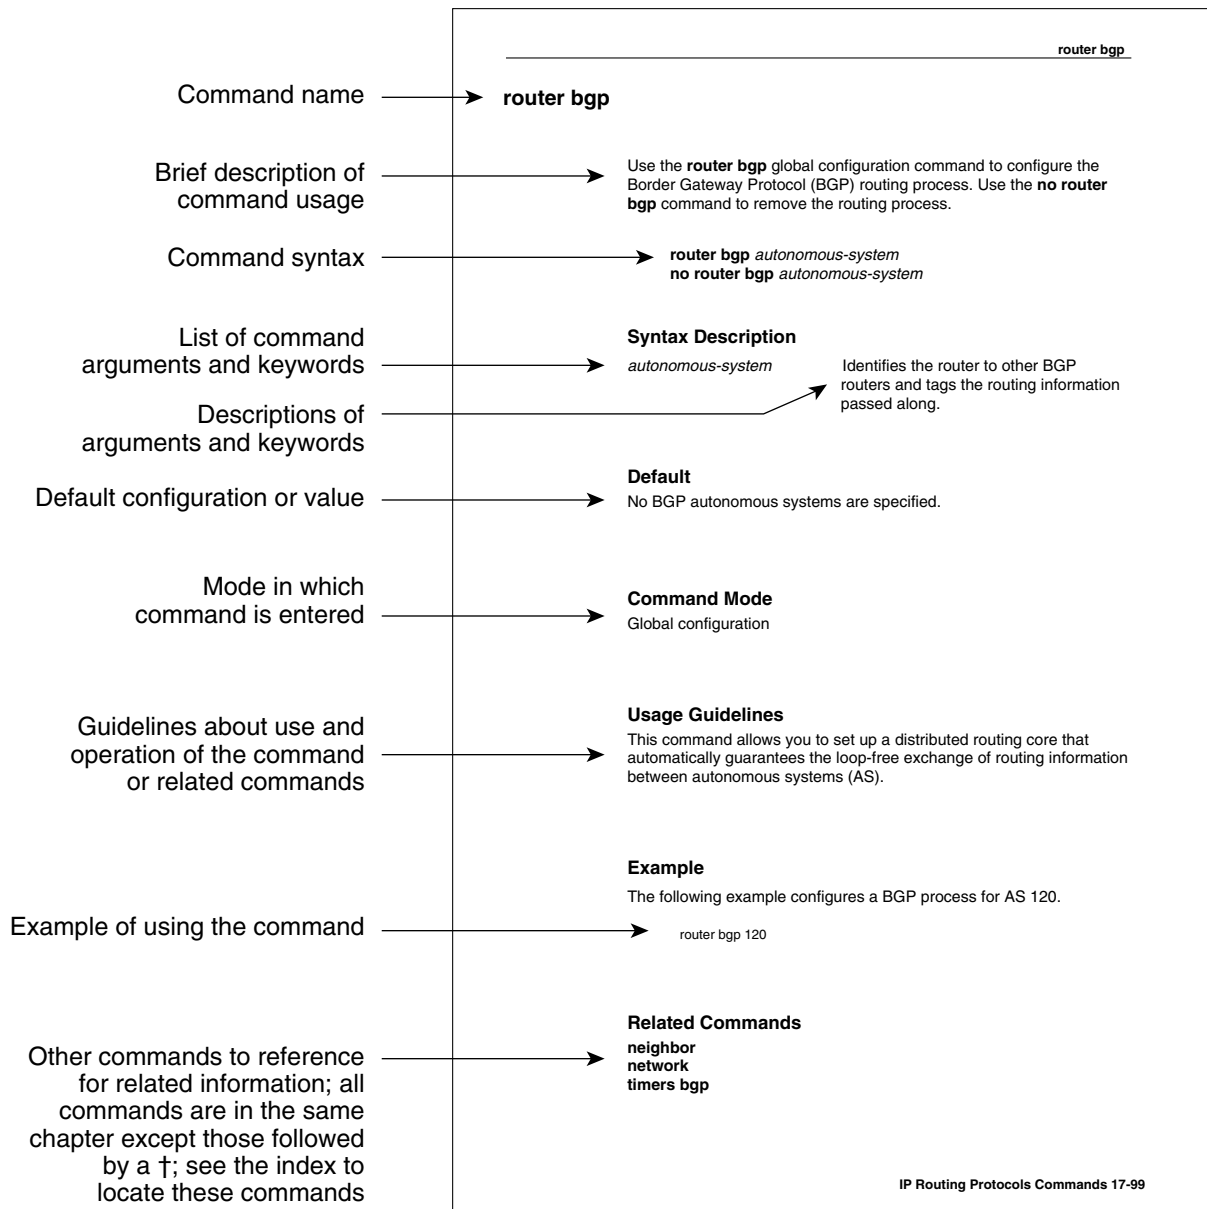 router bgp
Command name
router bgp
Brief description of
command usage
Use the router bgp global configuration command to configure the
Border Gateway Protocol (BGP) routing process. Use the no router
bgp command to remove the routing process.
Command syntax
router bgp autonomous-system
no router bgp autonomous-system
List of command
arguments and keywords
Syntax Description
autonomous-system
Identifies the router to other BGP
routers and tags the routing information
passed along.
Descriptions of
arguments and keywords
Default configuration or value
Default
No BGP autonomous systems are specified.
Mode in which
command is entered
Command Mode
Global configuration
Guidelines about use and
operation of the command
or related commands
Usage Guidelines
This command allows you to set up a distributed routing core that
automatically guarantees the loop-free exchange of routing information
between autonomous systems (AS).
Example
The following example configures a BGP process for AS 120.
Example of using the command
router bgp 120
Related Commands
neighbor
network
timers bgp
Other commands to reference
for related information; all
commands are in the same
chapter except those followed
by a †; see the index to
locate these commands
IP Routing Protocols Commands 17-99